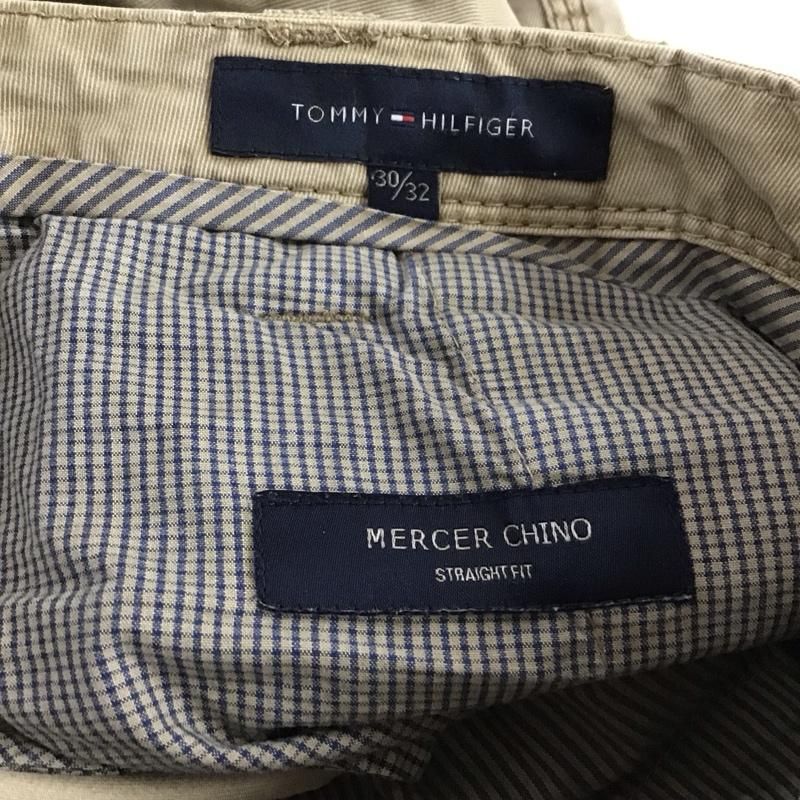 TOMMY HILFIGER
30/32
MERCER CHINO
STRAIGHT FIT